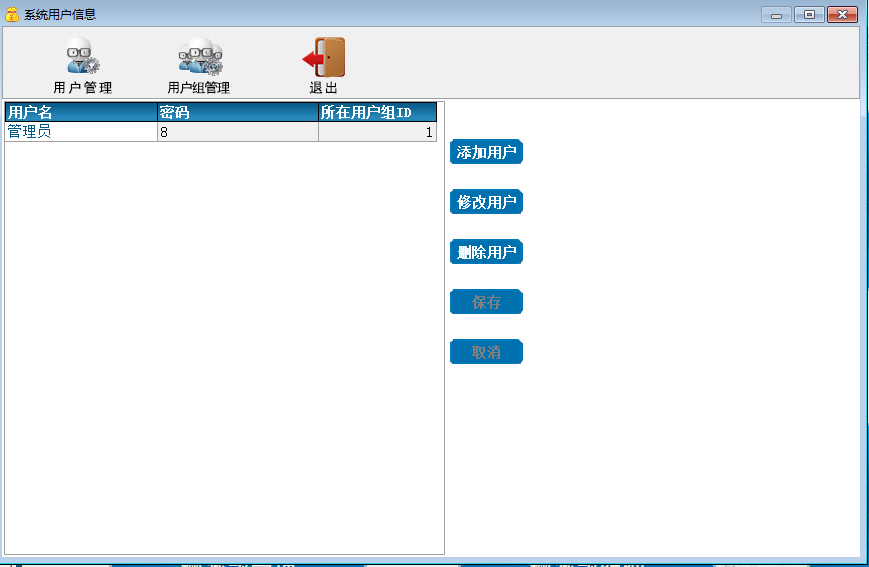 系统用户信息
用户管理
用户组管理
退出
用户名 密码 所在用户组ID
管理员 8 1
添加用户
修改用户
删除用户
保存
取消